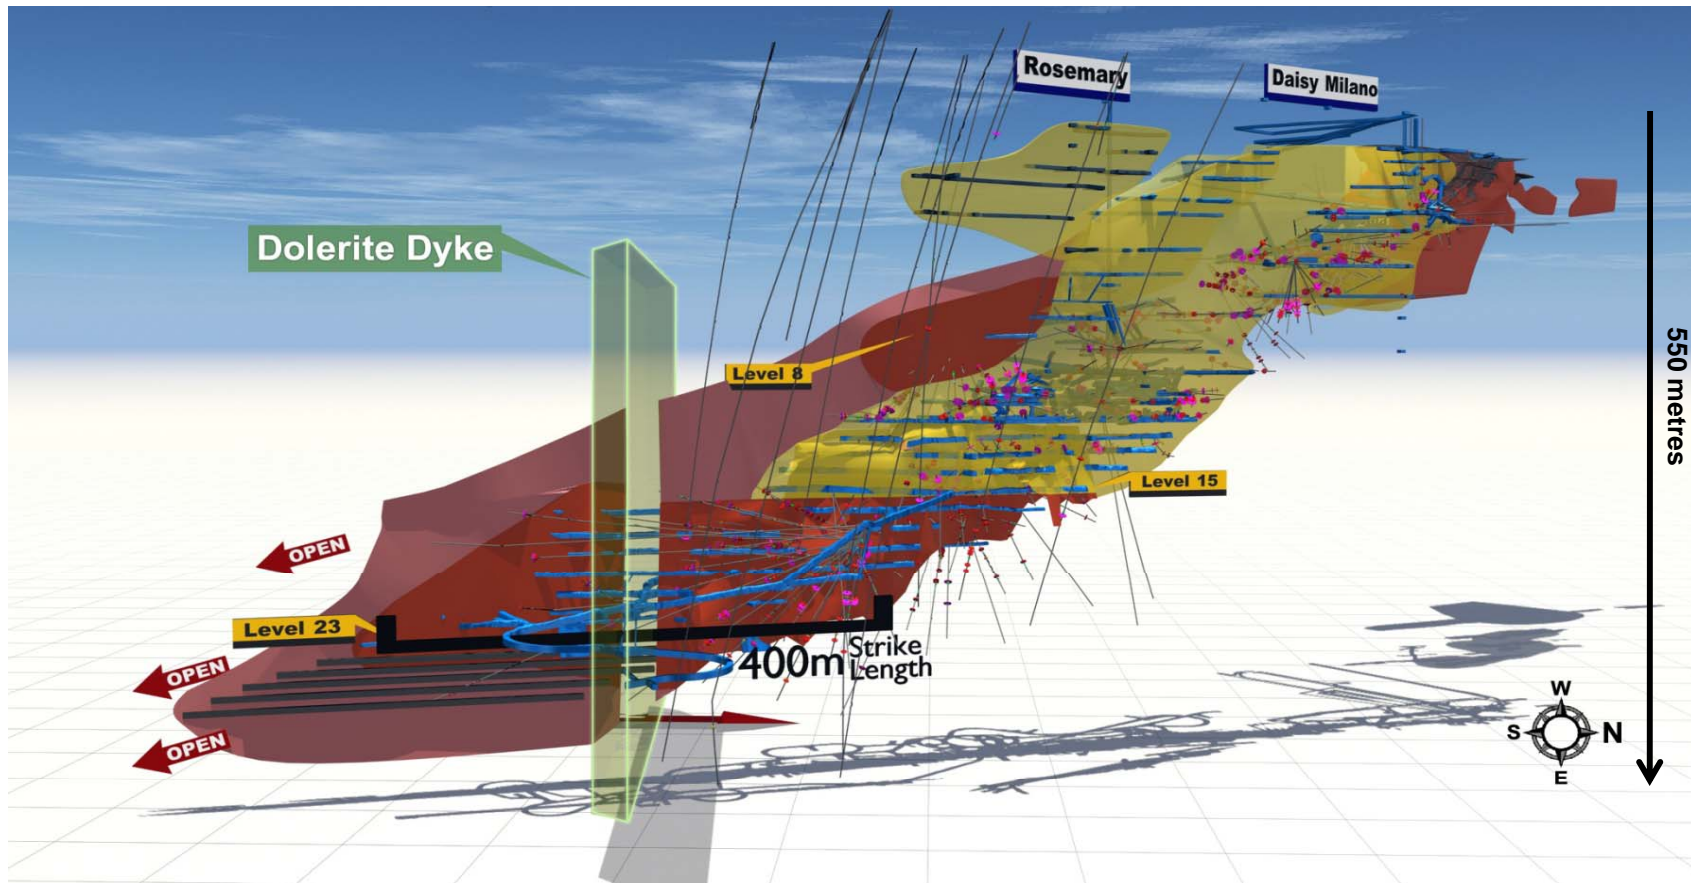 Rosemary
Daisy Milano
Dolerite Dyke
Level 8
550 metres
Level 15
OPEN
Level 23
400m Strike
Length
OPEN
OPEN
W
S N
E